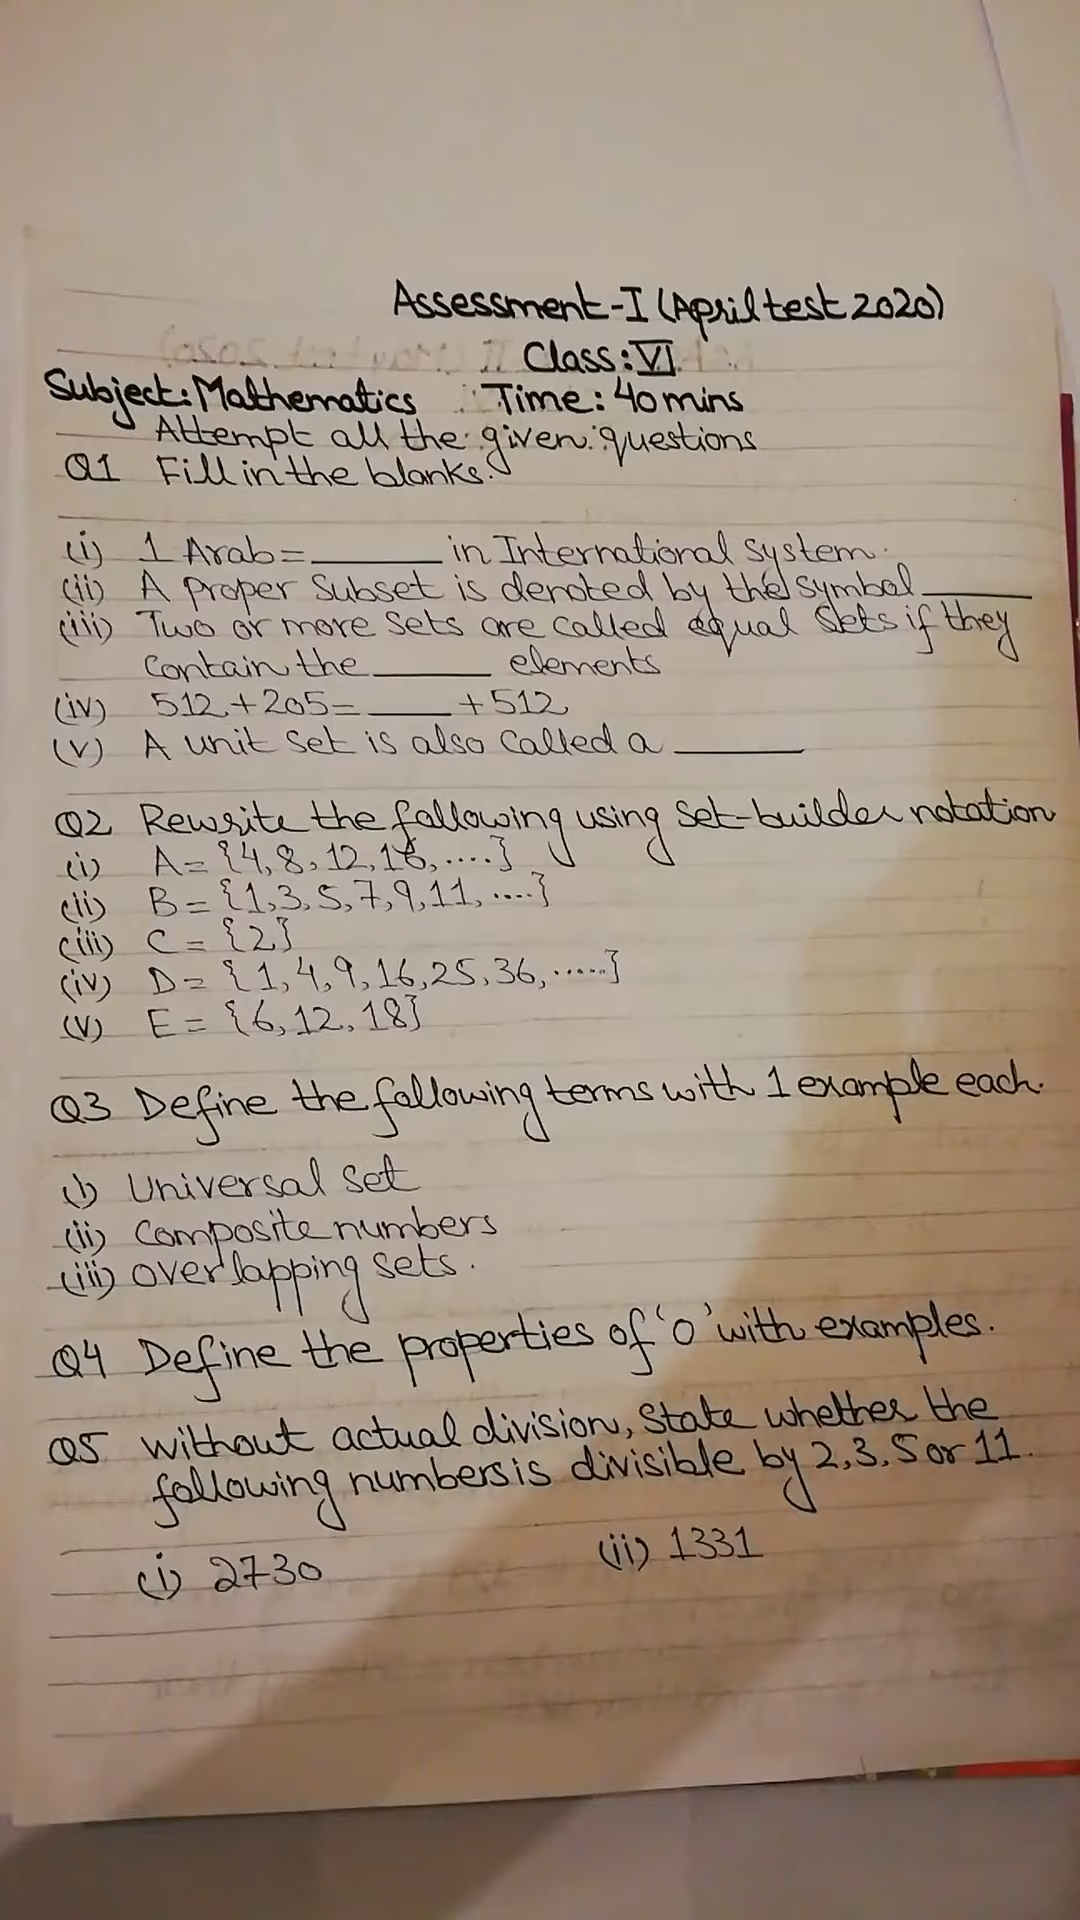 Assessment-I (April test 2020)
Class: VI
Subject: Mathematics Time: 40 mins
Attempt all the given questions
Q1 Fill in the blanks.
(i) 1 Arab = ______ in International system.
(ii) A proper subset is denoted by the symbol ______
(iii) Two or more sets are called equal sets if they
contain the ______ elements
(iv) 512 + 205 = ____ + 512
(v) A unit set is also called a ______
Q2 Rewrite the following using set-builder notation
(i) A = {4, 8, 12, 16, ....}
(ii) B = {1, 3, 5, 7, 9, 11, ....}
(iii) C = {2}
(iv) D = {1, 4, 9, 16, 25, 36, .....}
(v) E = {6, 12, 18}
Q3 Define the following terms with 1 example each.
(i) Universal set
(ii) Composite numbers
(iii) overlapping sets.
Q4 Define the properties of '0' with examples.
Q5 without actual division, State whether the
following numbers is divisible by 2, 3, 5 or 11.
(i) 2730 (ii) 1331